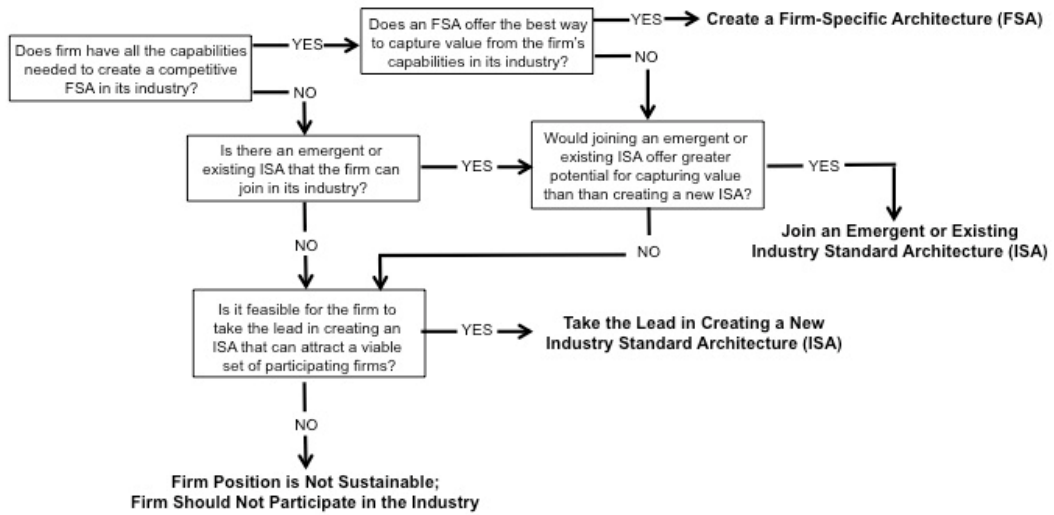 Does firm have all the capabilities
needed to create a competitive
FSA in its industry?
YES
Does an FSA offer the best way
to capture value from the firm's
capabilities in its industry?
YES
Create a Firm-Specific Architecture (FSA)
NO
NO
Is there an emergent or
existing ISA that the firm can
join in its industry?
YES
Would joining an emergent or
existing ISA offer greater
potential for capturing value
than than creating a new ISA?
YES
Join an Emergent or Existing
Industry Standard Architecture (ISA)
NO
NO
Is it feasible for the firm to
take the lead in creating an
ISA that can attract a viable
set of participating firms?
YES
Take the Lead in Creating a New
Industry Standard Architecture (ISA)
NO
Firm Position is Not Sustainable;
Firm Should Not Participate in the Industry